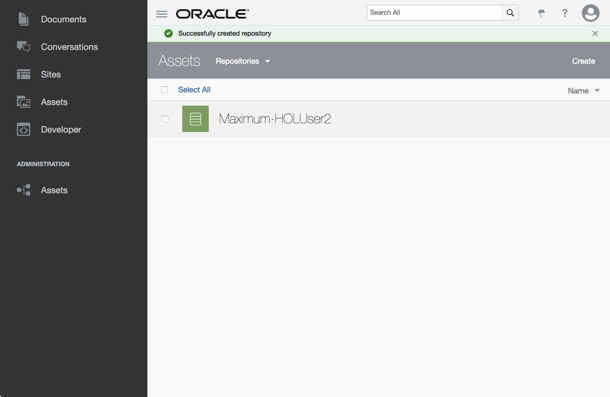 Documents
Conversations
Sites
Assets
Developer
ADMINISTRATION
Assets
ORACLE®
Search All
?
Successfully created repository
Assets
Repositories
Create
Select All
Name
Maximum-HOLUser2